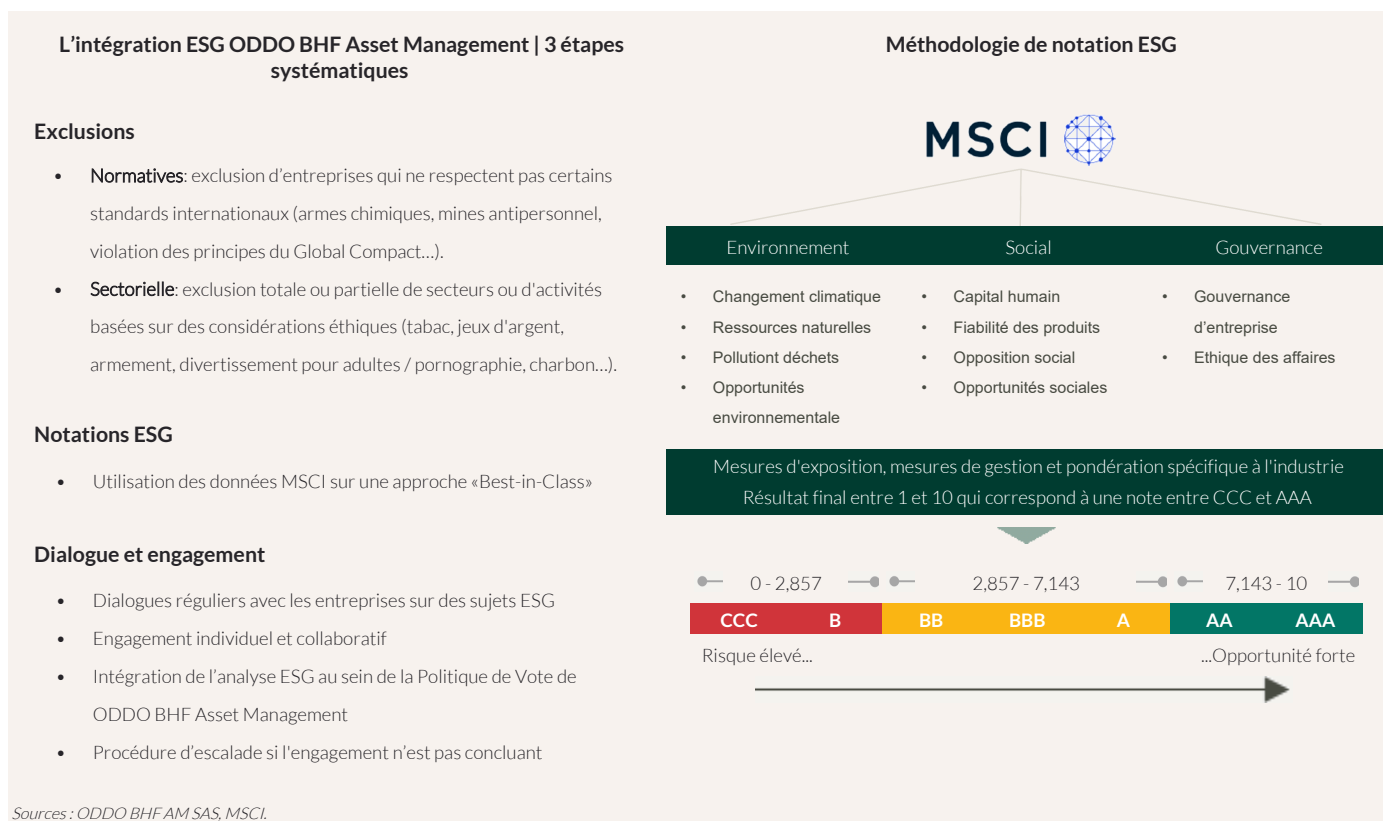 L'intégration ESG ODDO BHF Asset Management | 3 étapes
systématiques
Exclusions
• Normatives: exclusion d'entreprises qui ne respectent pas certains
standards internationaux (armes chimiques, mines antipersonnel,
violation des principes du Global Compact…).
• Sectorielle: exclusion totale ou partielle de secteurs ou d'activités
basées sur des considérations éthiques (tabac, jeux d'argent,
armement, divertissement pour adultes / pornographie, charbon…).
Notations ESG
• Utilisation des données MSCI sur une approche «Best-in-Class»
Dialogue et engagement
• Dialogues réguliers avec les entreprises sur des sujets ESG
• Engagement individuel et collaboratif
• Intégration de l'analyse ESG au sein de la Politique de Vote de
ODDO BHF Asset Management
• Procédure d'escalade si l'engagement n'est pas concluant
Méthodologie de notation ESG
MSCI
Environnement Social Gouvernance
• Changement climatique
• Ressources naturelles
• Pollutiont déchets
• Opportunités
environnementale
• Capital humain
• Fiabilité des produits
• Opposition social
• Opportunités sociales
• Gouvernance
d'entreprise
• Ethique des affaires
Mesures d'exposition, mesures de gestion et pondération spécifique à l'industrie
Résultat final entre 1 et 10 qui correspond à une note entre CCC et AAA
0 - 2,857 2,857 - 7,143 7,143 - 10
CCC B BB BBB A AA AAA
Risque élevé... ...Opportunité forte
Sources : ODDO BHF AM SAS, MSCI.